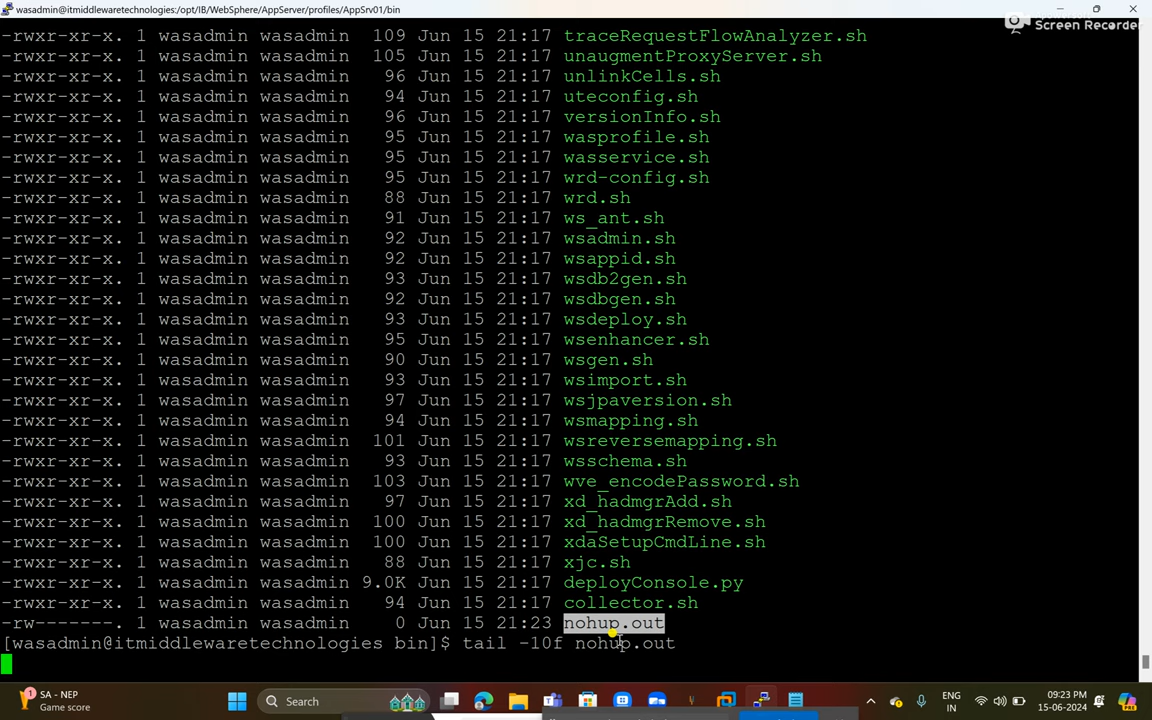 wasadmin@itmiddlewaretechnologies:/opt/IB/WebSphere/AppServer/profiles/AppSrv01/bin
Screen Recorder
-rwxr-xr-x. 1 wasadmin wasadmin 109 Jun 15 21:17 traceRequestFlowAnalyzer.sh
-rwxr-xr-x. 1 wasadmin wasadmin 105 Jun 15 21:17 unaugmentProxyServer.sh
-rwxr-xr-x. 1 wasadmin wasadmin 96 Jun 15 21:17 unlinkCells.sh
-rwxr-xr-x. 1 wasadmin wasadmin 94 Jun 15 21:17 uteconfig.sh
-rwxr-xr-x. 1 wasadmin wasadmin 96 Jun 15 21:17 versionInfo.sh
-rwxr-xr-x. 1 wasadmin wasadmin 95 Jun 15 21:17 wasprofile.sh
-rwxr-xr-x. 1 wasadmin wasadmin 95 Jun 15 21:17 wasservice.sh
-rwxr-xr-x. 1 wasadmin wasadmin 95 Jun 15 21:17 wrd-config.sh
-rwxr-xr-x. 1 wasadmin wasadmin 88 Jun 15 21:17 wrd.sh
-rwxr-xr-x. 1 wasadmin wasadmin 91 Jun 15 21:17 ws_ant.sh
-rwxr-xr-x. 1 wasadmin wasadmin 92 Jun 15 21:17 wsadmin.sh
-rwxr-xr-x. 1 wasadmin wasadmin 92 Jun 15 21:17 wsappid.sh
-rwxr-xr-x. 1 wasadmin wasadmin 93 Jun 15 21:17 wsdb2gen.sh
-rwxr-xr-x. 1 wasadmin wasadmin 92 Jun 15 21:17 wsdbgen.sh
-rwxr-xr-x. 1 wasadmin wasadmin 93 Jun 15 21:17 wsdeploy.sh
-rwxr-xr-x. 1 wasadmin wasadmin 95 Jun 15 21:17 wsenhancer.sh
-rwxr-xr-x. 1 wasadmin wasadmin 90 Jun 15 21:17 wsgen.sh
-rwxr-xr-x. 1 wasadmin wasadmin 93 Jun 15 21:17 wsimport.sh
-rwxr-xr-x. 1 wasadmin wasadmin 97 Jun 15 21:17 wsjpaversion.sh
-rwxr-xr-x. 1 wasadmin wasadmin 94 Jun 15 21:17 wsmapping.sh
-rwxr-xr-x. 1 wasadmin wasadmin 101 Jun 15 21:17 wsreversemapping.sh
-rwxr-xr-x. 1 wasadmin wasadmin 93 Jun 15 21:17 wsschema.sh
-rwxr-xr-x. 1 wasadmin wasadmin 103 Jun 15 21:17 wve_encodePassword.sh
-rwxr-xr-x. 1 wasadmin wasadmin 97 Jun 15 21:17 xd_hadmgrAdd.sh
-rwxr-xr-x. 1 wasadmin wasadmin 100 Jun 15 21:17 xd_hadmgrRemove.sh
-rwxr-xr-x. 1 wasadmin wasadmin 100 Jun 15 21:17 xdaSetupCmdLine.sh
-rwxr-xr-x. 1 wasadmin wasadmin 88 Jun 15 21:17 xjc.sh
-rwxr-xr-x. 1 wasadmin wasadmin 9.0K Jun 15 21:17 deployConsole.py
-rwxr-xr-x. 1 wasadmin wasadmin 94 Jun 15 21:17 collector.sh
-rw-------. 1 wasadmin wasadmin 0 Jun 15 21:23 nohup.out
[wasadmin@itmiddlewaretechnologies bin]$ tail -10f nohup.out
SA - NEP
Game score
Search
ENG
IN
09:23 PM
15-06-2024